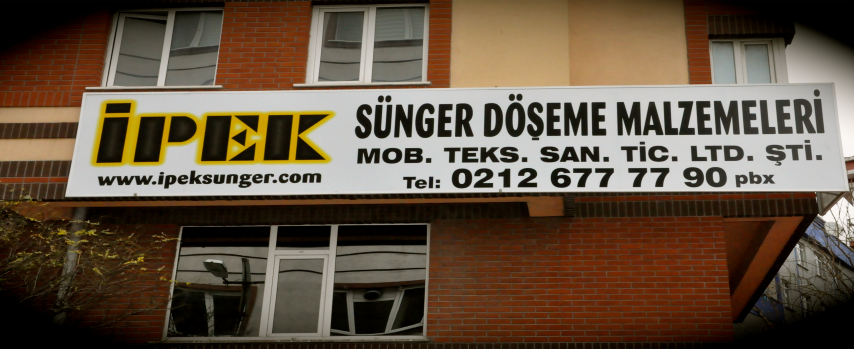 İPEK
www.ipeksunger.com
SÜNGER DÖŞEME MALZEMELERİ
MOB. TEKS. SAN. TİC. LTD. ŞTİ.
Tel: 0212 677 77 90 pbx